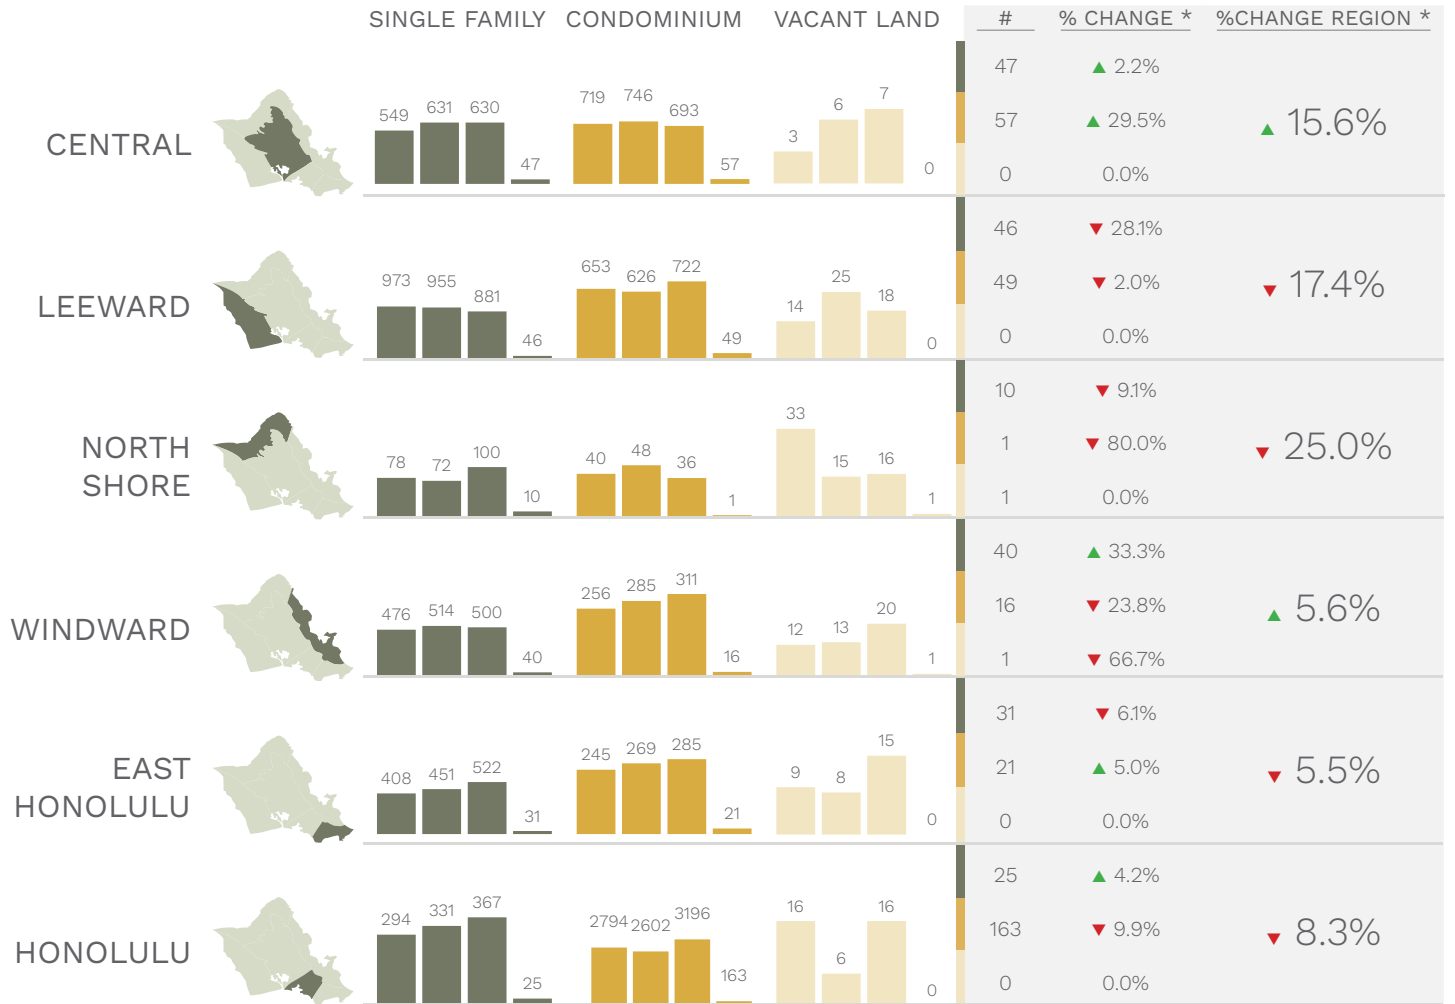 SINGLE FAMILY CONDOMINIUM VACANT LAND # % CHANGE * %CHANGE REGION *
CENTRAL
549 631 630 47
719 746 693 57
3 6 7 0
47 ▲ 2.2%
57 ▲ 29.5%
0 0.0%
▲ 15.6%
LEEWARD
973 955 881 46
653 626 722 49
14 25 18 0
46 ▼ 28.1%
49 ▼ 2.0%
0 0.0%
▼ 17.4%
NORTH
SHORE
78 72 100 10
40 48 36 1
33 15 16 1
10 ▼ 9.1%
1 ▼ 80.0%
1 0.0%
▼ 25.0%
WINDWARD
476 514 500 40
256 285 311 16
12 13 20 1
40 ▲ 33.3%
16 ▼ 23.8%
1 ▼ 66.7%
▲ 5.6%
EAST
HONOLULU
408 451 522 31
245 269 285 21
9 8 15 0
31 ▼ 6.1%
21 ▲ 5.0%
0 0.0%
▼ 5.5%
HONOLULU
294 331 367 25
2794 2602 3196 163
16 6 16 0
25 ▲ 4.2%
163 ▼ 9.9%
0 0.0%
▼ 8.3%